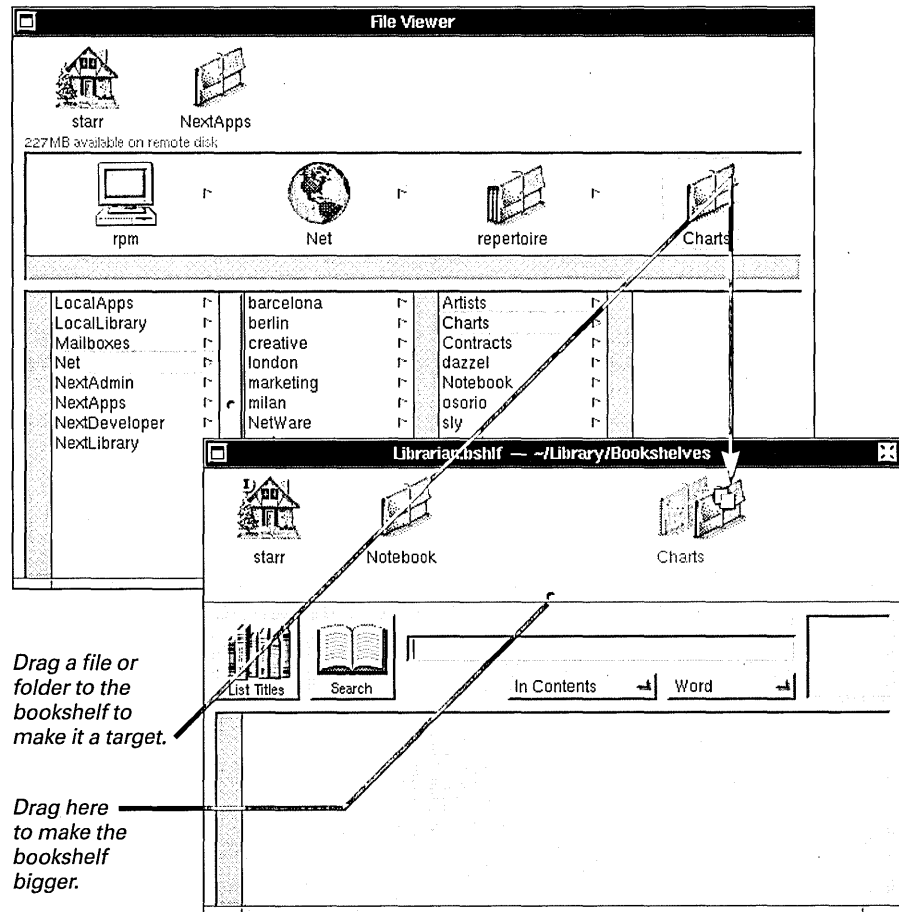 File Viewer
starr
NextApps
227MB available on remote disk
rpm
Net
repertoire
Charts
LocalApps
LocalLibrary
Mailboxes
Net
NextAdmin
NextApps
NextDeveloper
NextLibrary
barcelona
berlin
creative
london
marketing
milan
NetWare
Artists
Charts
Contracts
dazzel
Notebook
osorio
sly
Librarian.bshlf — ~/Library/Bookshelves
starr
Notebook
Charts
List Titles
Search
In Contents
Word
Drag a file or
folder to the
bookshelf to
make it a target.
Drag here
to make the
bookshelf
bigger.